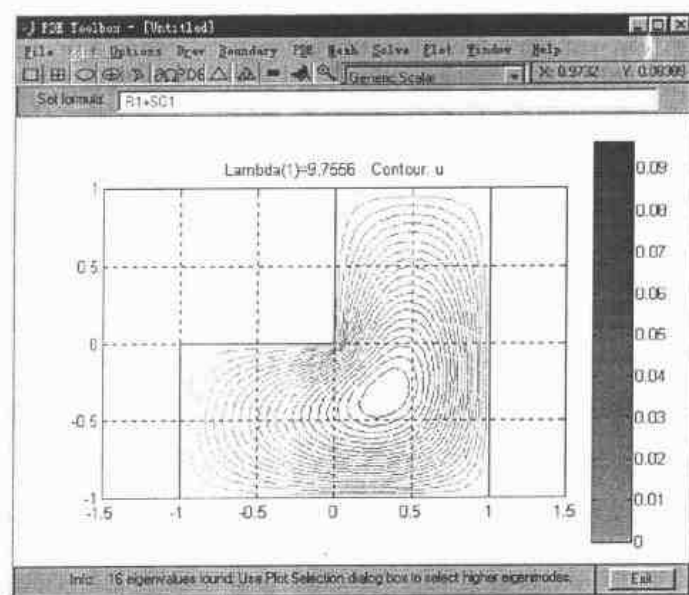 PDE Toolbox - [Untitled]
File Options Draw Boundary PDE Mesh Solve Plot Window Help
∂Ω PDE Generic Scalar X: 0.9732 Y:
Set formula: R1+SQ1
Lambda(1)=9.7556 Contour: u
1
0.5
0
-0.5
-1
-1.5 -1 -0.5 0 0.5 1 1.5
0.09
0.08
0.07
0.06
0.05
0.04
0.03
0.02
0.01
0
Info: 16 eigenvalues found. Use Plot Selection dialog box to select higher eigenmodes. Exit